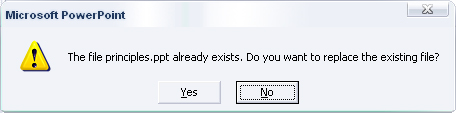 Microsoft PowerPoint
The file principles.ppt already exists. Do you want to replace the existing file?
Yes No